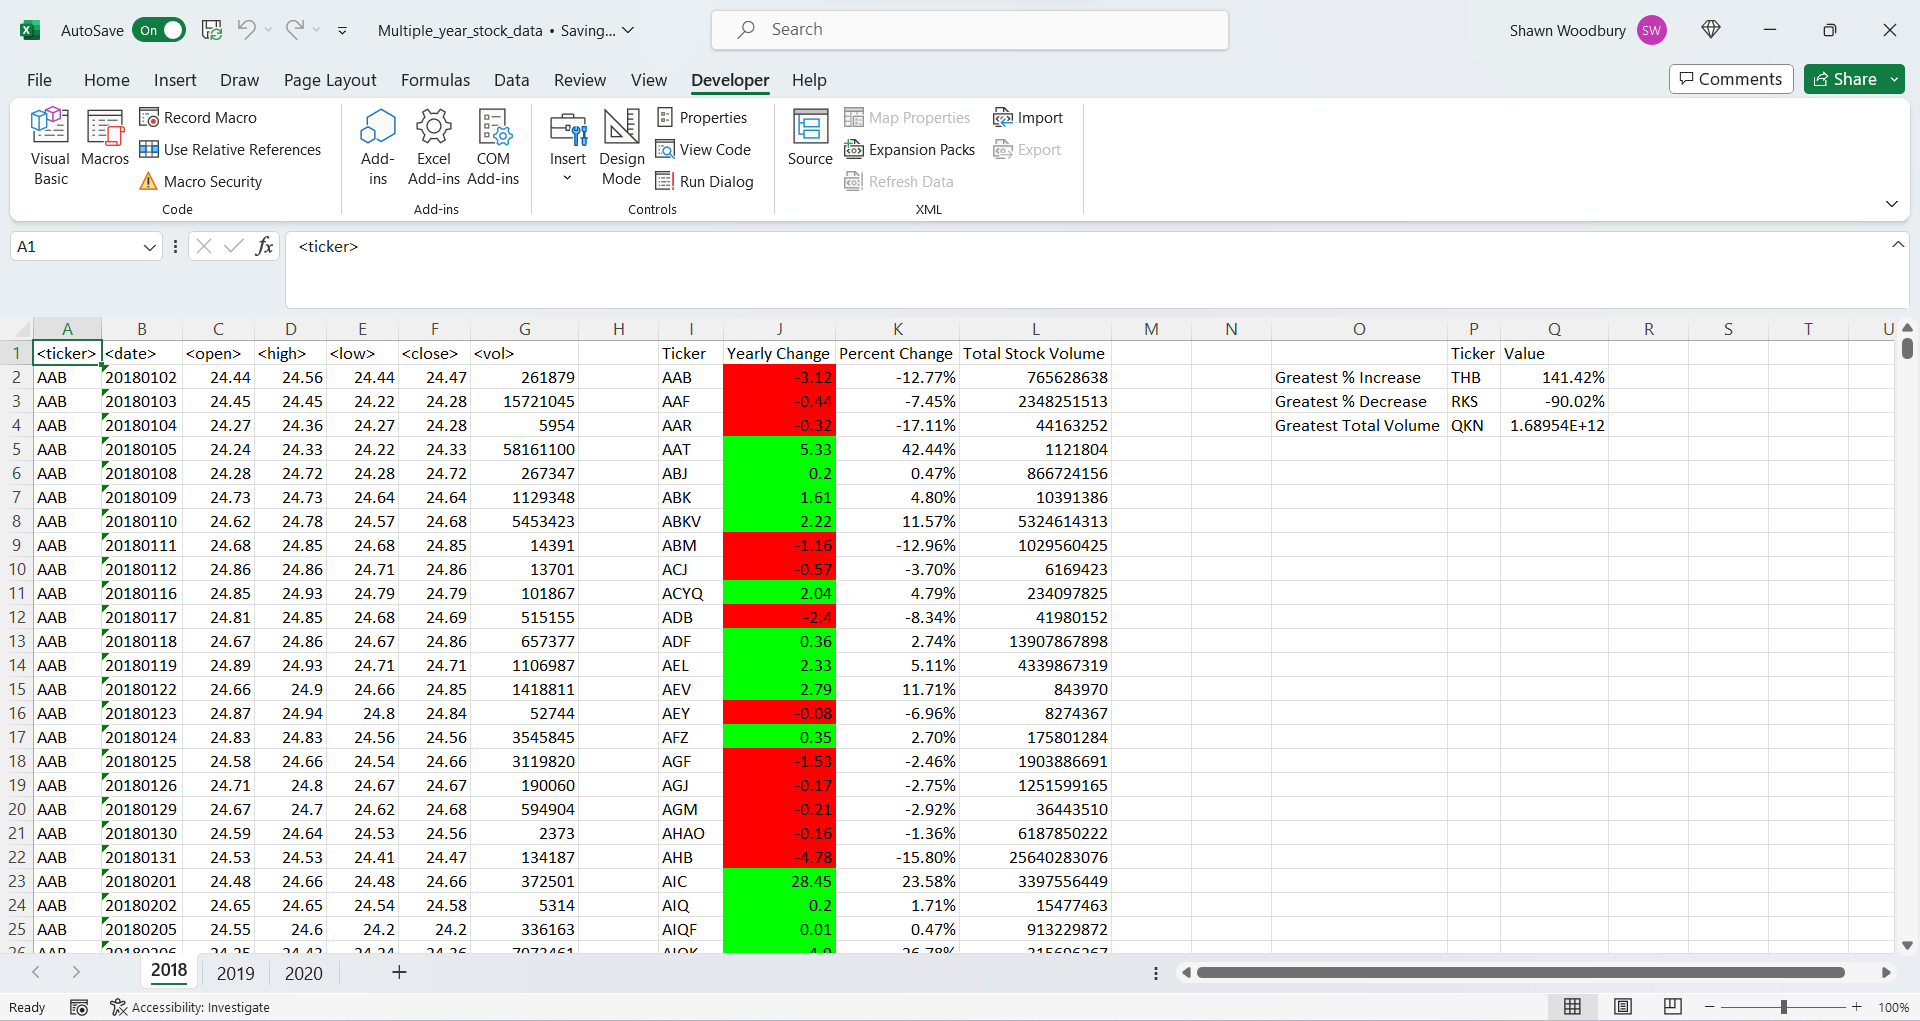 AutoSave On Multiple_year_stock_data • Saving... Search Shawn Woodbury SW
File Home Insert Draw Page Layout Formulas Data Review View Developer Help Comments Share
Visual Basic
Macros
Record Macro
Use Relative References
Macro Security
Code
Add-ins
Excel Add-ins
COM Add-ins
Add-ins
Insert
Design Mode
Properties
View Code
Run Dialog
Controls
Source
Map Properties
Expansion Packs
Refresh Data
Import
Export
XML
A1 fx <ticker>
A B C D E F G H I J K L M N O P Q R S T U
1 <ticker> <date> <open> <high> <low> <close> <vol> Ticker Yearly Change Percent Change Total Stock Volume Ticker Value
2 AAB 20180102 24.44 24.56 24.44 24.47 261879 AAB -3.12 -12.77% 765628638 Greatest % Increase THB 141.42%
3 AAB 20180103 24.45 24.45 24.22 24.28 15721045 AAF -0.44 -7.45% 2348251513 Greatest % Decrease RKS -90.02%
4 AAB 20180104 24.27 24.36 24.27 24.28 5954 AAR -0.32 -17.11% 44163252 Greatest Total Volume QKN 1.68954E+12
5 AAB 20180105 24.24 24.33 24.22 24.33 58161100 AAT 5.33 42.44% 1121804
6 AAB 20180108 24.28 24.72 24.28 24.72 267347 ABJ 0.2 0.47% 866724156
7 AAB 20180109 24.73 24.73 24.64 24.64 1129348 ABK 1.61 4.80% 10391386
8 AAB 20180110 24.62 24.78 24.57 24.68 5453423 ABKV 2.22 11.57% 5324614313
9 AAB 20180111 24.68 24.85 24.68 24.85 14391 ABM -1.16 -12.96% 1029560425
10 AAB 20180112 24.86 24.86 24.71 24.86 13701 ACJ -0.57 -3.70% 6169423
11 AAB 20180116 24.85 24.93 24.79 24.79 101867 ACYQ 2.04 4.79% 234097825
12 AAB 20180117 24.81 24.85 24.68 24.69 515155 ADB -2.4 -8.34% 41980152
13 AAB 20180118 24.67 24.86 24.67 24.86 657377 ADF 0.36 2.74% 13907867898
14 AAB 20180119 24.89 24.93 24.71 24.71 1106987 AEL 2.33 5.11% 4339867319
15 AAB 20180122 24.66 24.9 24.66 24.85 1418811 AEV 2.79 11.71% 843970
16 AAB 20180123 24.87 24.94 24.8 24.84 52744 AEY -0.08 -6.96% 8274367
17 AAB 20180124 24.83 24.83 24.56 24.56 3545845 AFZ 0.35 2.70% 175801284
18 AAB 20180125 24.58 24.66 24.54 24.66 3119820 AGF -1.53 -2.46% 1903886691
19 AAB 20180126 24.71 24.8 24.67 24.67 190060 AGJ -0.17 -2.75% 1251599165
20 AAB 20180129 24.67 24.7 24.62 24.68 594904 AGM -0.21 -2.92% 36443510
21 AAB 20180130 24.59 24.64 24.53 24.56 2373 AHAO -0.16 -1.36% 6187850222
22 AAB 20180131 24.53 24.53 24.41 24.47 134187 AHB -4.78 -15.80% 25640283076
23 AAB 20180201 24.48 24.66 24.48 24.66 372501 AIC 28.45 23.58% 3397556449
24 AAB 20180202 24.65 24.65 24.54 24.58 5314 AIQ 0.2 1.71% 15477463
25 AAB 20180205 24.55 24.6 24.2 24.2 336163 AIQF 0.01 0.47% 913229872
2018 2019 2020
Ready Accessibility: Investigate 100%